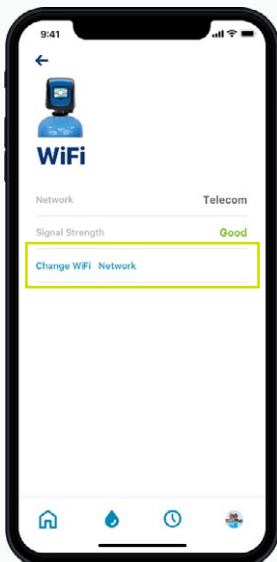 9:41
WiFi
Network Telecom
Signal Strength Good
Change WiFi Network